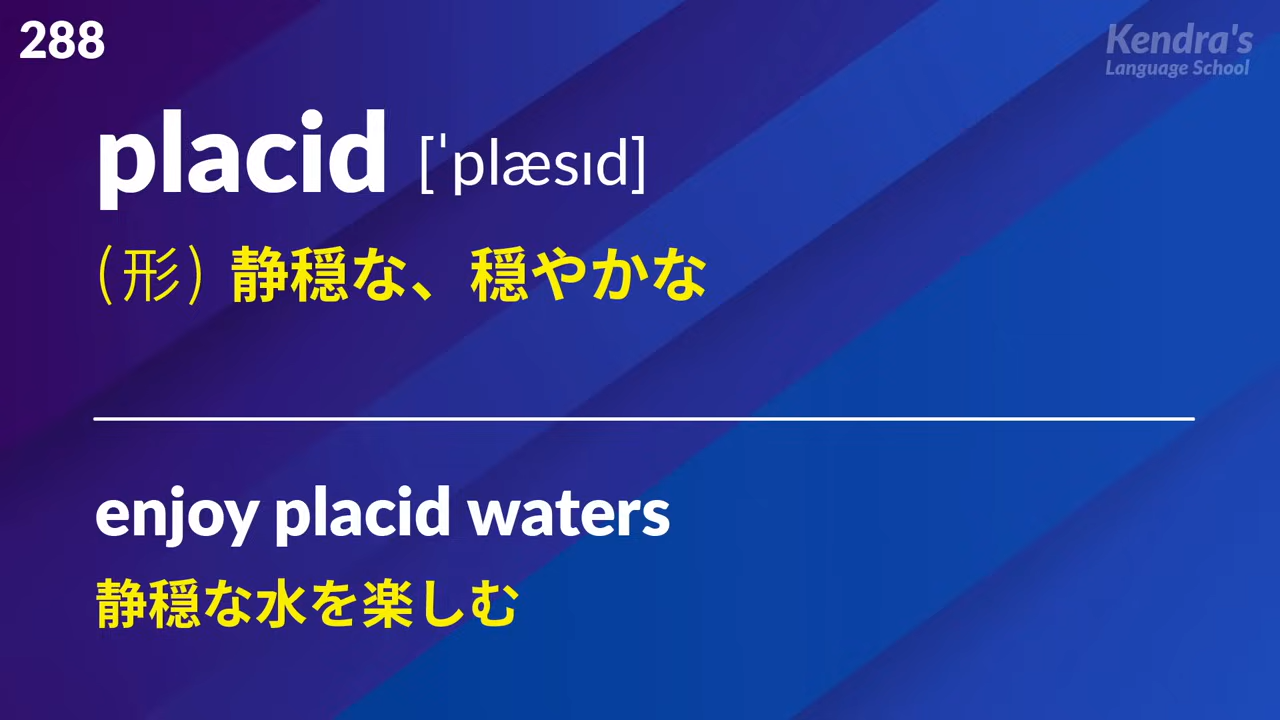 288
Kendra's
Language School
placid [ˈplæsɪd]
(形) 静穏な、穏やかな
enjoy placid waters
静穏な水を楽しむ